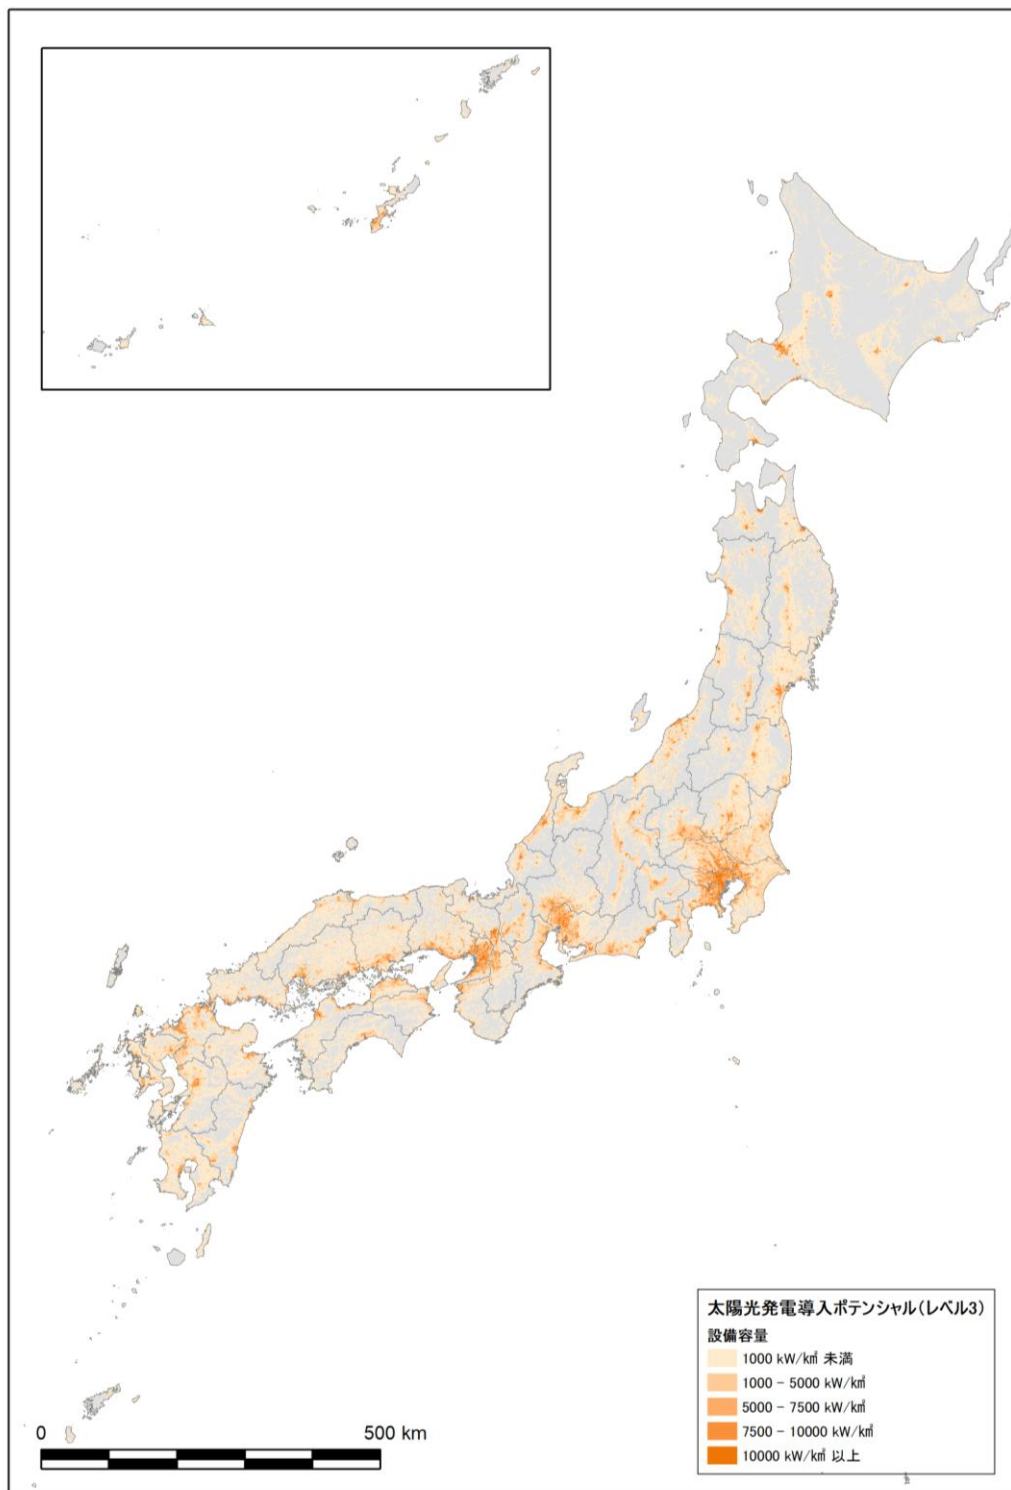 太陽光発電導入ポテンシャル(レベル3)
設備容量
1000 kW/k㎡ 未満
1000 - 5000 kW/k㎡
5000 - 7500 kW/k㎡
7500 - 10000 kW/k㎡
10000 kW/k㎡ 以上
0 500 km